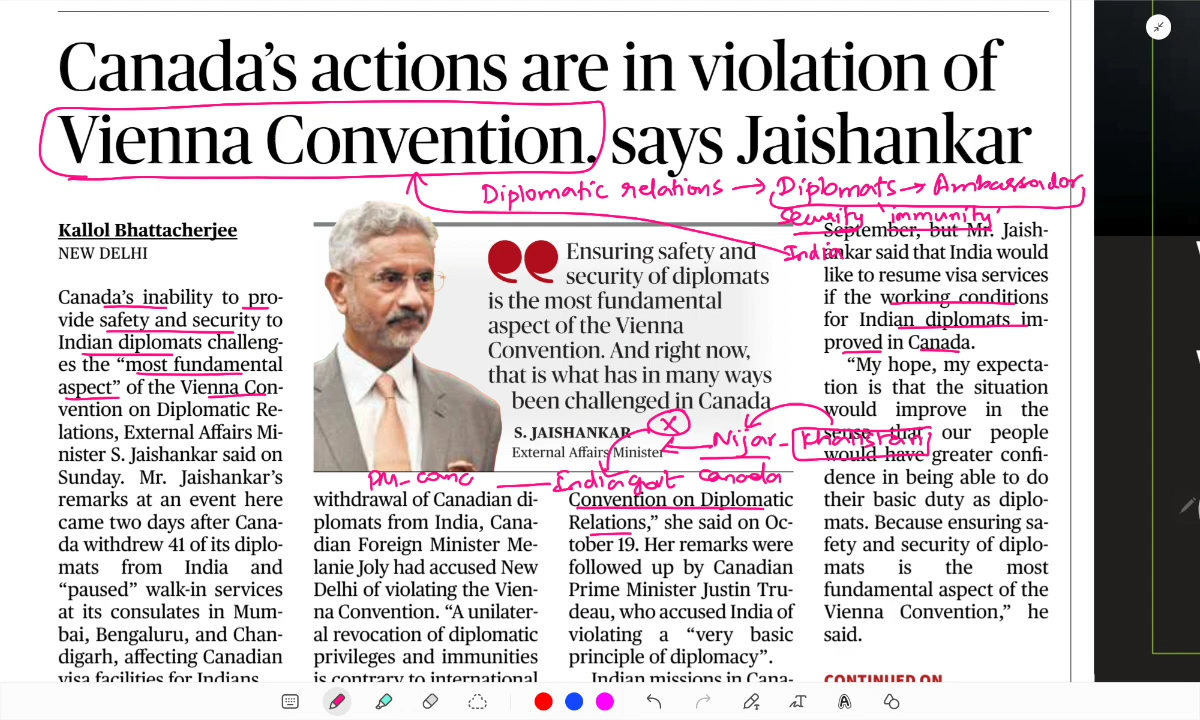 Canada's actions are in violation of
Vienna Convention, says Jaishankar
Diplomatic relations → Diplomats → Ambassador
security 'immunity'
India
Kallol Bhattacherjee
NEW DELHI
Canada's inability to pro-
vide safety and security to
Indian diplomats challeng-
es the “most fundamental
aspect” of the Vienna Con-
vention on Diplomatic Re-
lations, External Affairs Mi-
nister S. Jaishankar said on
Sunday. Mr. Jaishankar's
remarks at an event here
came two days after Cana-
da withdrew 41 of its diplo-
mats from India and
“paused” walk-in services
at its consulates in Mum-
bai, Bengaluru, and Chan-
digarh, affecting Canadian
visa facilities for Indians.
Ensuring safety and
security of diplomats
is the most fundamental
aspect of the Vienna
Convention. And right now,
that is what has in many ways
been challenged in Canada
S. JAISHANKAR
External Affairs Minister
X
Nijar - Khalistani
India govt canada
withdrawal of Canadian di-
plomats from India, Cana-
dian Foreign Minister Me-
lanie Joly had accused New
Delhi of violating the Vien-
na Convention. “A unilater-
al revocation of diplomatic
privileges and immunities
is contrary to international
Convention on Diplomatic
Relations,” she said on Oc-
tober 19. Her remarks were
followed up by Canadian
Prime Minister Justin Tru-
deau, who accused India of
violating a “very basic
principle of diplomacy”.
Indian missions in Cana-
September, but Mr. Jaish-
ankar said that India would
like to resume visa services
if the working conditions
for Indian diplomats im-
proved in Canada.
“My hope, my expecta-
tion is that the situation
would improve in the
sense that our people
would have greater confi-
dence in being able to do
their basic duty as diplo-
mats. Because ensuring sa-
fety and security of diplo-
mats is the most
fundamental aspect of the
Vienna Convention,” he
said.
CONTINUED ON